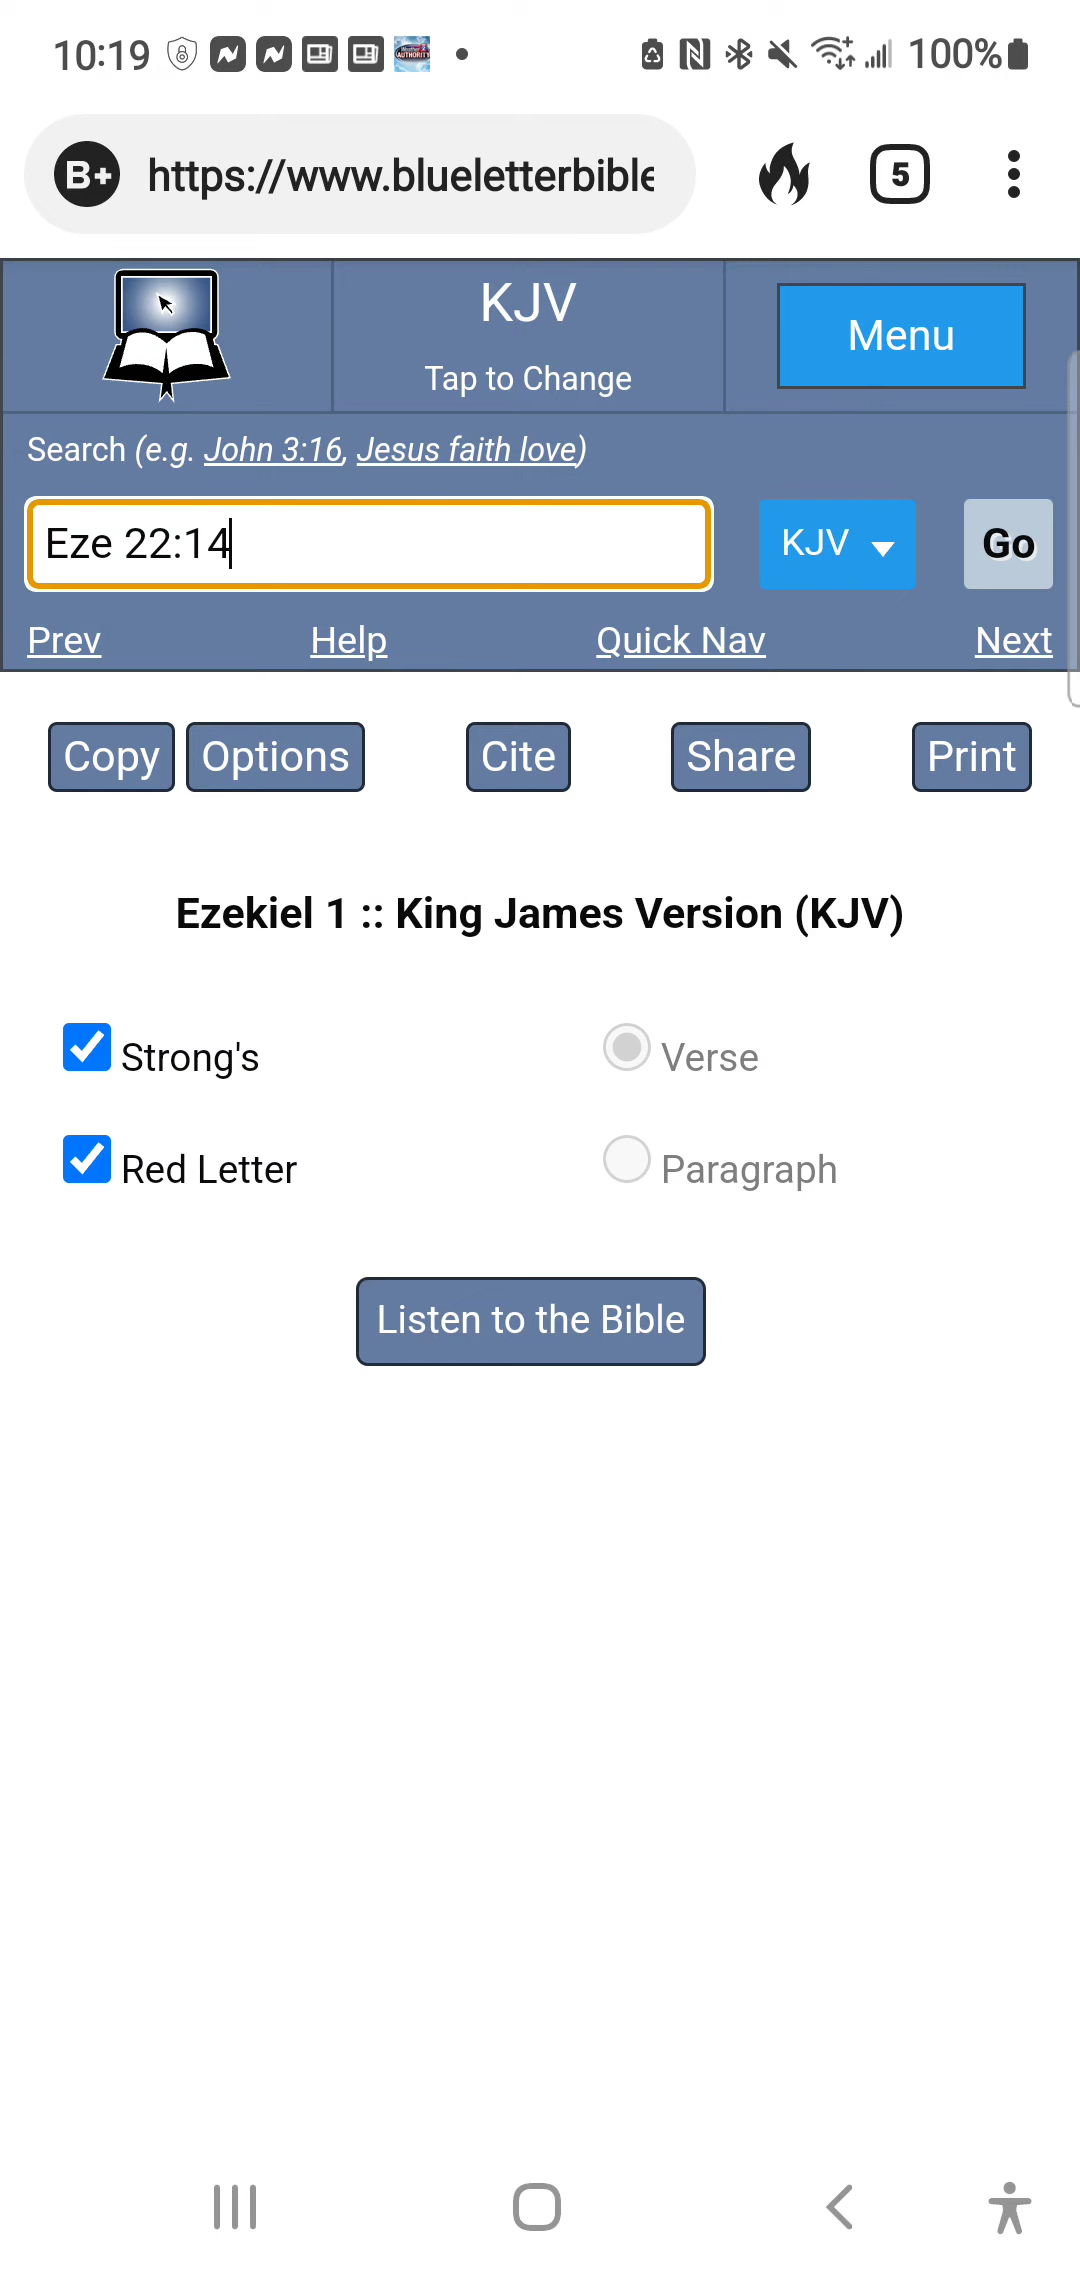 10:19 100%
B+ https://www.blueletterbible 5
KJV
Tap to Change
Menu
Search (e.g. John 3:16, Jesus faith love)
Eze 22:14 KJV Go
Prev Help Quick Nav Next
Copy Options Cite Share Print
Ezekiel 1 :: King James Version (KJV)
Strong's Verse
Red Letter Paragraph
Listen to the Bible